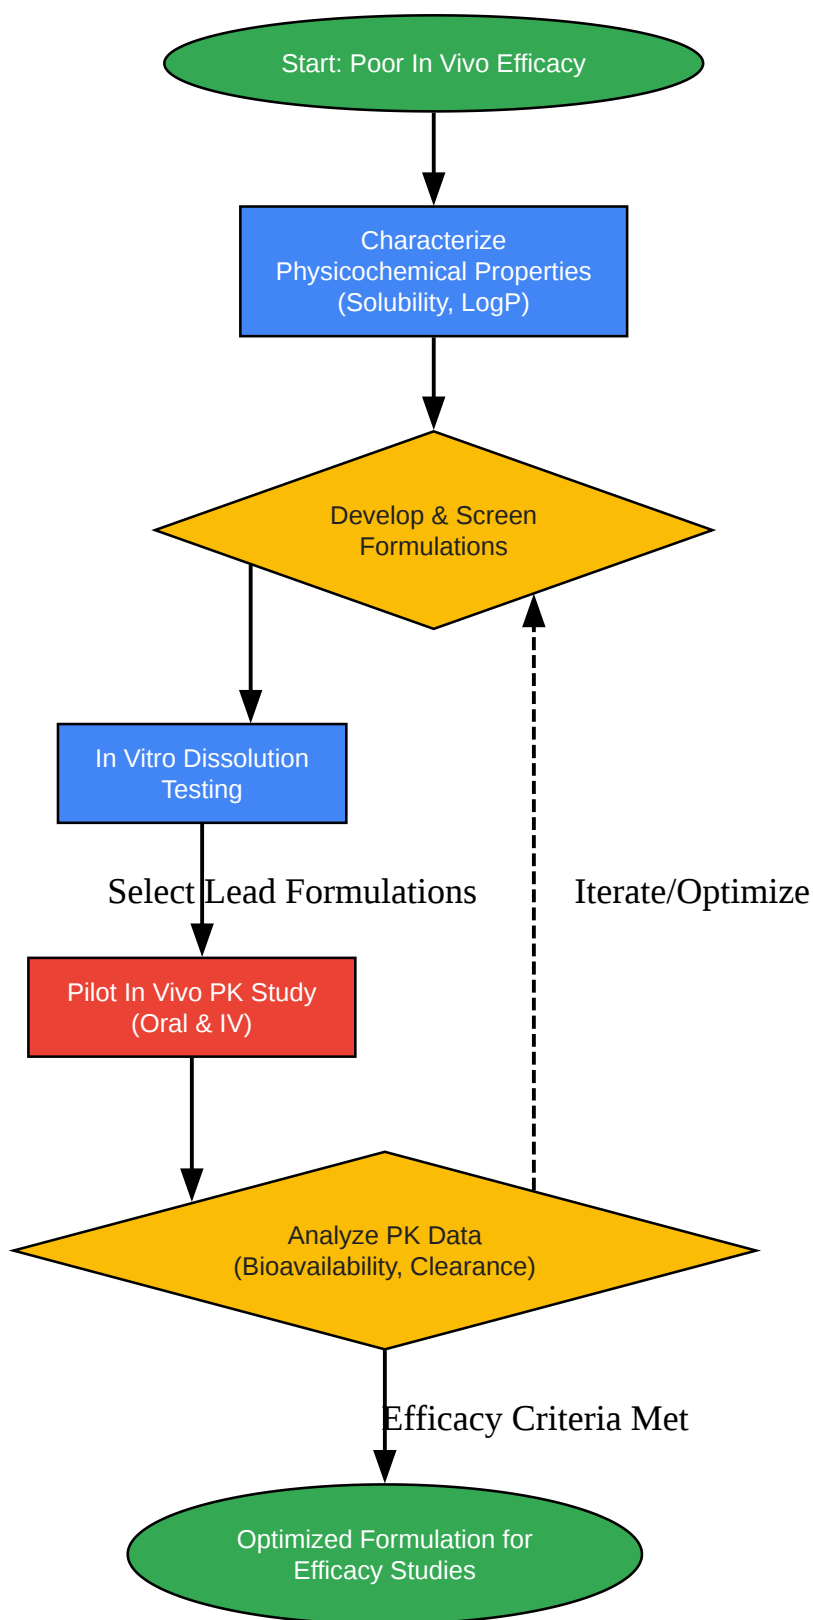 Start: Poor In Vivo Efficacy
Characterize
Physicochemical Properties
(Solubility, LogP)
Develop & Screen
Formulations
In Vitro Dissolution
Testing
Select Lead Formulations
Iterate/Optimize
Pilot In Vivo PK Study
(Oral & IV)
Analyze PK Data
(Bioavailability, Clearance)
Efficacy Criteria Met
Optimized Formulation for
Efficacy Studies